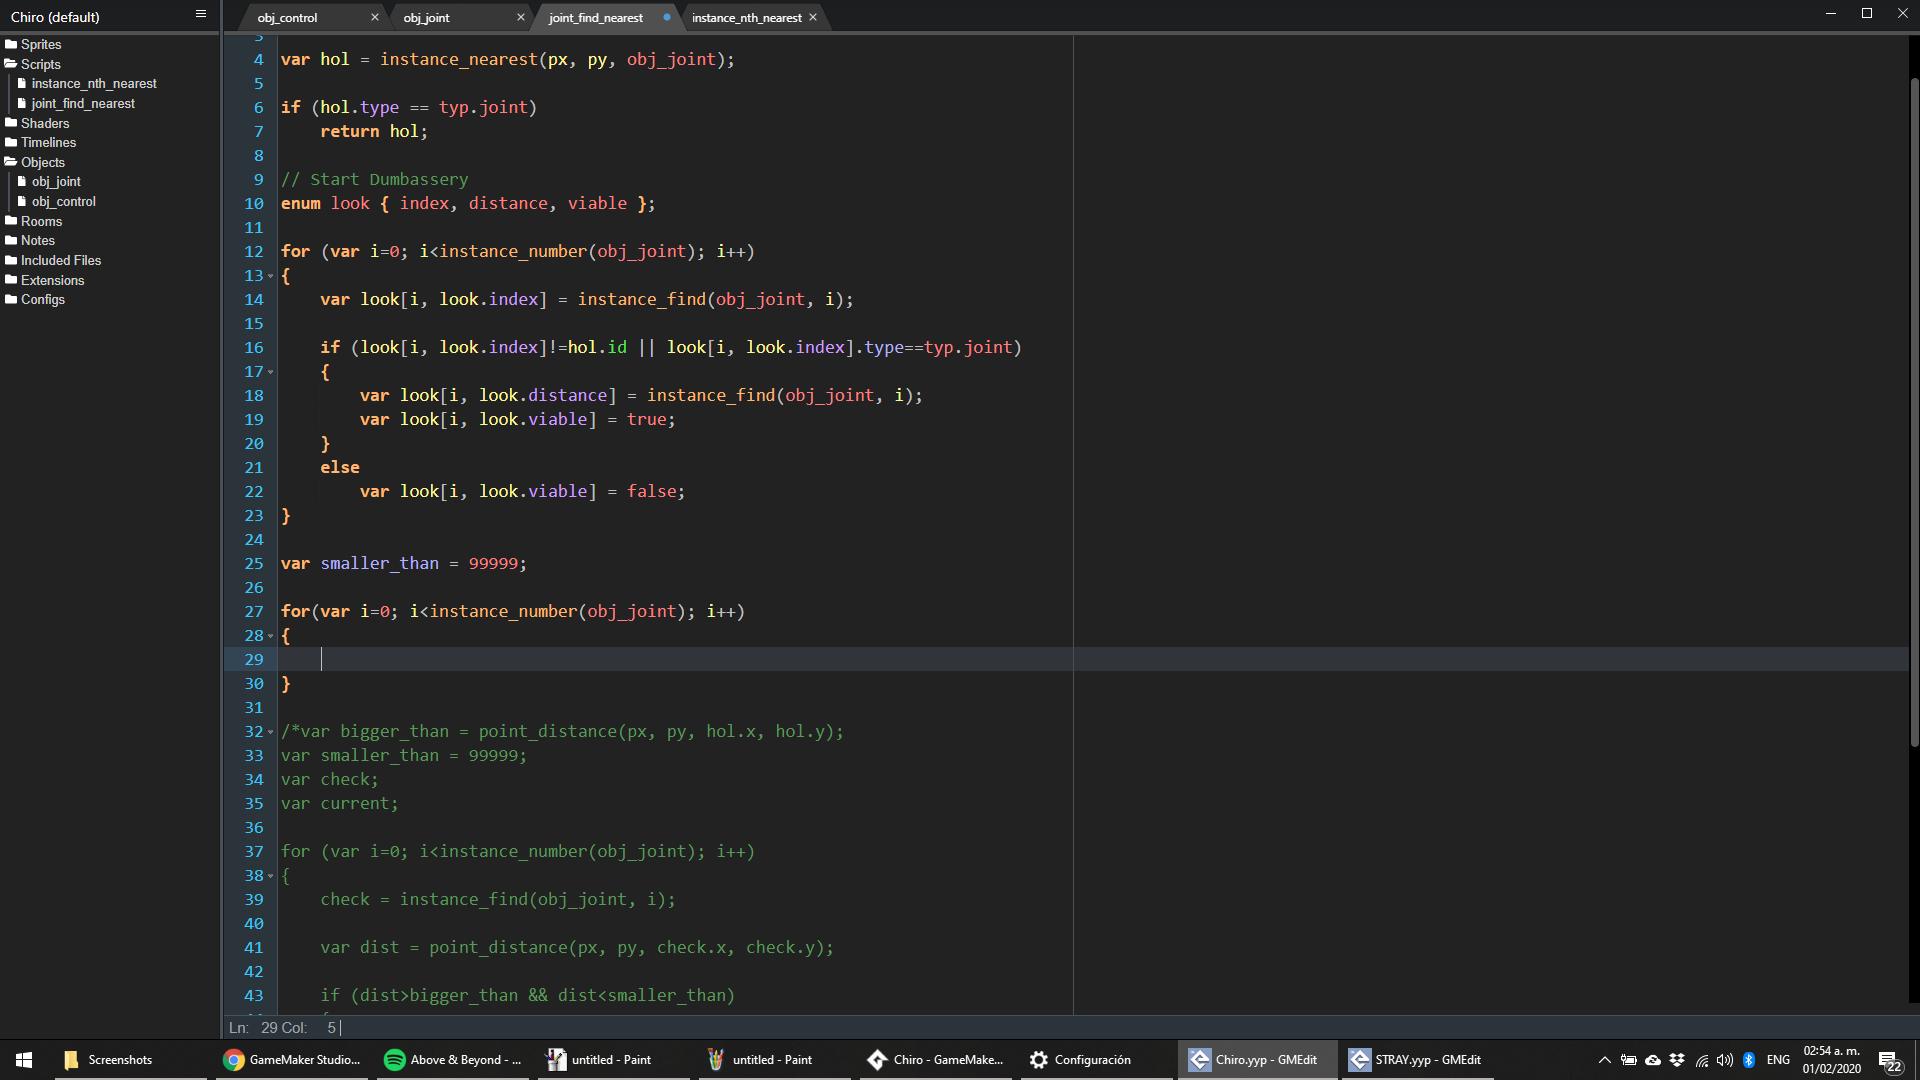 Chiro (default)
obj_control
obj_joint
joint_find_nearest
instance_nth_nearest
Sprites
Scripts
instance_nth_nearest
joint_find_nearest
Shaders
Timelines
Objects
obj_joint
obj_control
Rooms
Notes
Included Files
Extensions
Configs
3
4 var hol = instance_nearest(px, py, obj_joint);
5
6 if (hol.type == typ.joint)
7 return hol;
8
9 // Start Dumbassery
10 enum look { index, distance, viable };
11
12 for (var i=0; i<instance_number(obj_joint); i++)
13 {
14 var look[i, look.index] = instance_find(obj_joint, i);
15
16 if (look[i, look.index]!=hol.id || look[i, look.index].type==typ.joint)
17 {
18 var look[i, look.distance] = instance_find(obj_joint, i);
19 var look[i, look.viable] = true;
20 }
21 else
22 var look[i, look.viable] = false;
23 }
24
25 var smaller_than = 99999;
26
27 for(var i=0; i<instance_number(obj_joint); i++)
28 {
29
30 }
31
32 /*var bigger_than = point_distance(px, py, hol.x, hol.y);
33 var smaller_than = 99999;
34 var check;
35 var current;
36
37 for (var i=0; i<instance_number(obj_joint); i++)
38 {
39 check = instance_find(obj_joint, i);
40
41 var dist = point_distance(px, py, check.x, check.y);
42
43 if (dist>bigger_than && dist<smaller_than)
Ln: 29 Col: 5
Screenshots
GameMaker Studio...
Above & Beyond - ...
untitled - Paint
untitled - Paint
Chiro - GameMake...
Configuración
Chiro.yyp - GMEdit
STRAY.yyp - GMEdit
ENG
02:54 a. m.
01/02/2020
22